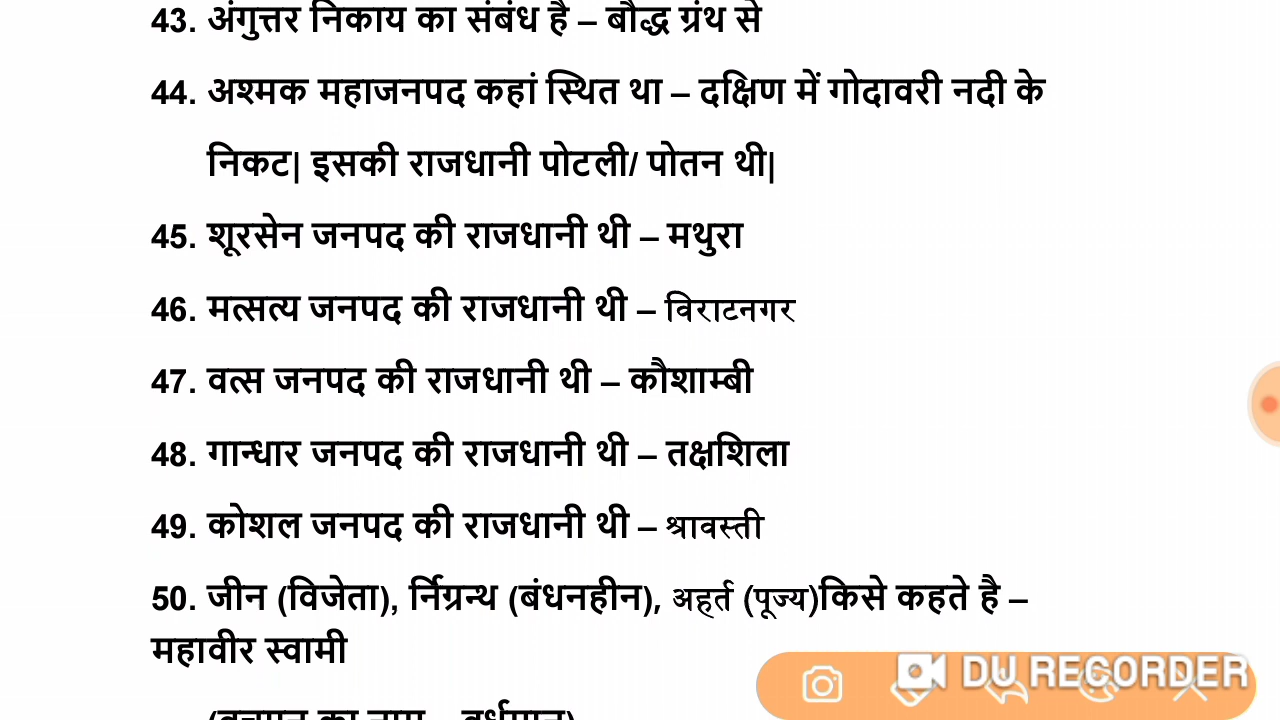 43. अंगुत्तर निकाय का संबंध है – बौद्ध ग्रंथ से
44. अश्मक महाजनपद कहां स्थित था – दक्षिण में गोदावरी नदी के
निकट| इसकी राजधानी पोटली/ पोतन थी|
45. शूरसेन जनपद की राजधानी थी – मथुरा
46. मत्सत्य जनपद की राजधानी थी – विराटनगर
47. वत्स जनपद की राजधानी थी – कौशाम्बी
48. गान्धार जनपद की राजधानी थी – तक्षशिला
49. कोशल जनपद की राजधानी थी – श्रावस्ती
50. जीन (विजेता), र्निग्रन्थ (बंधनहीन), अहर्त (पूज्य)किसे कहते है –
महावीर स्वामी
DU RECORDER